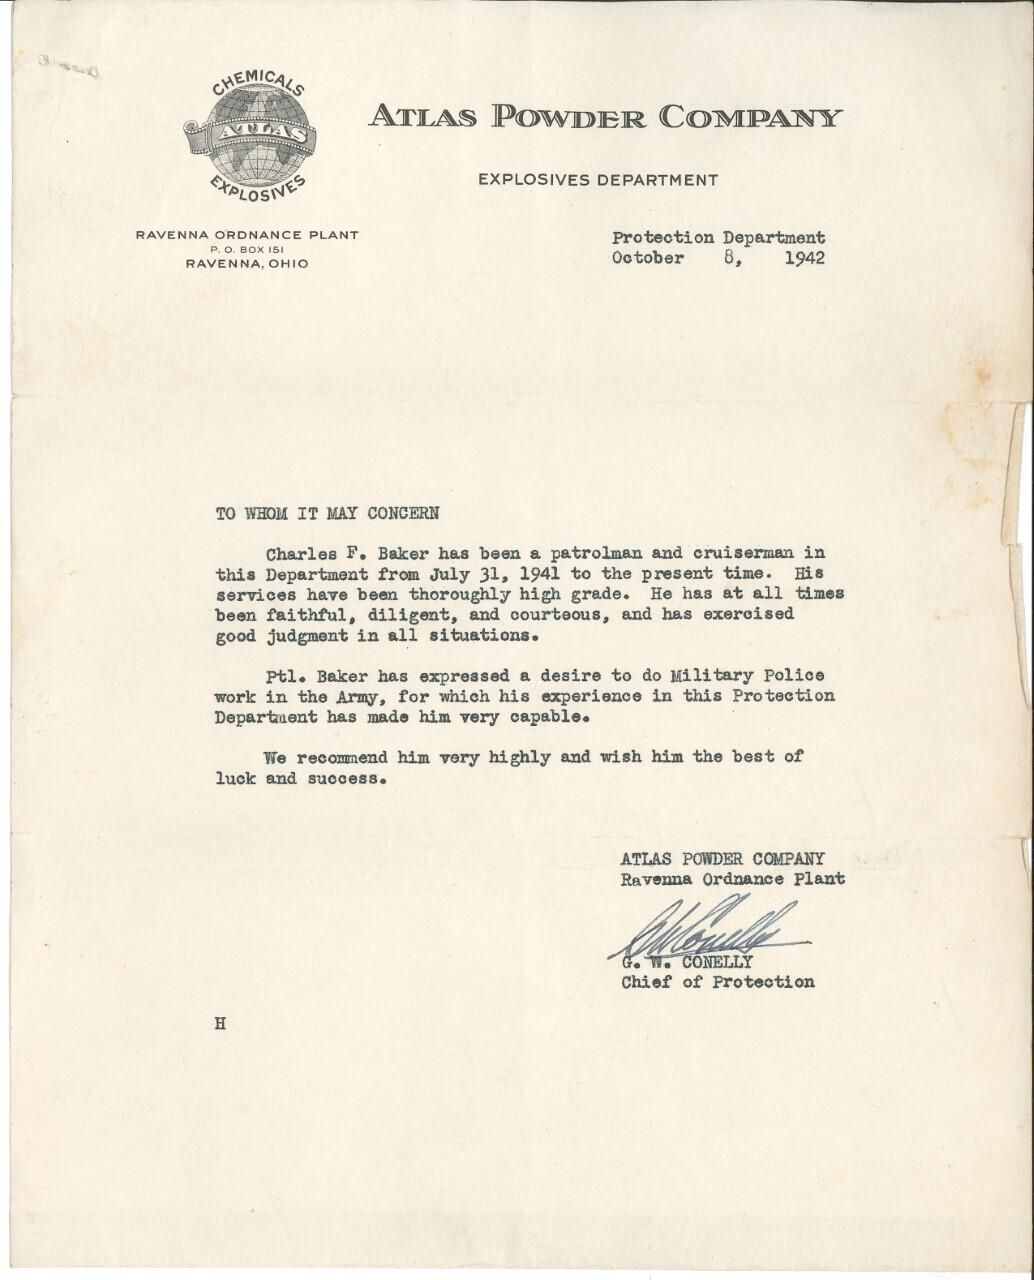 CHEMICALS
ATLAS
EXPLOSIVES
ATLAS POWDER COMPANY
EXPLOSIVES DEPARTMENT
RAVENNA ORDNANCE PLANT
P. O. BOX 151
RAVENNA, OHIO
Protection Department
October 8, 1942
TO WHOM IT MAY CONCERN
Charles F. Baker has been a patrolman and cruiserman in
this Department from July 31, 1941 to the present time. His
services have been thoroughly high grade. He has at all times
been faithful, diligent, and courteous, and has exercised
good judgment in all situations.
Ptl. Baker has expressed a desire to do Military Police
work in the Army, for which his experience in this Protection
Department has made him very capable.
We recommend him very highly and wish him the best of
luck and success.
ATLAS POWDER COMPANY
Ravenna Ordnance Plant
G W Conelly
G. W. CONELLY
Chief of Protection
H